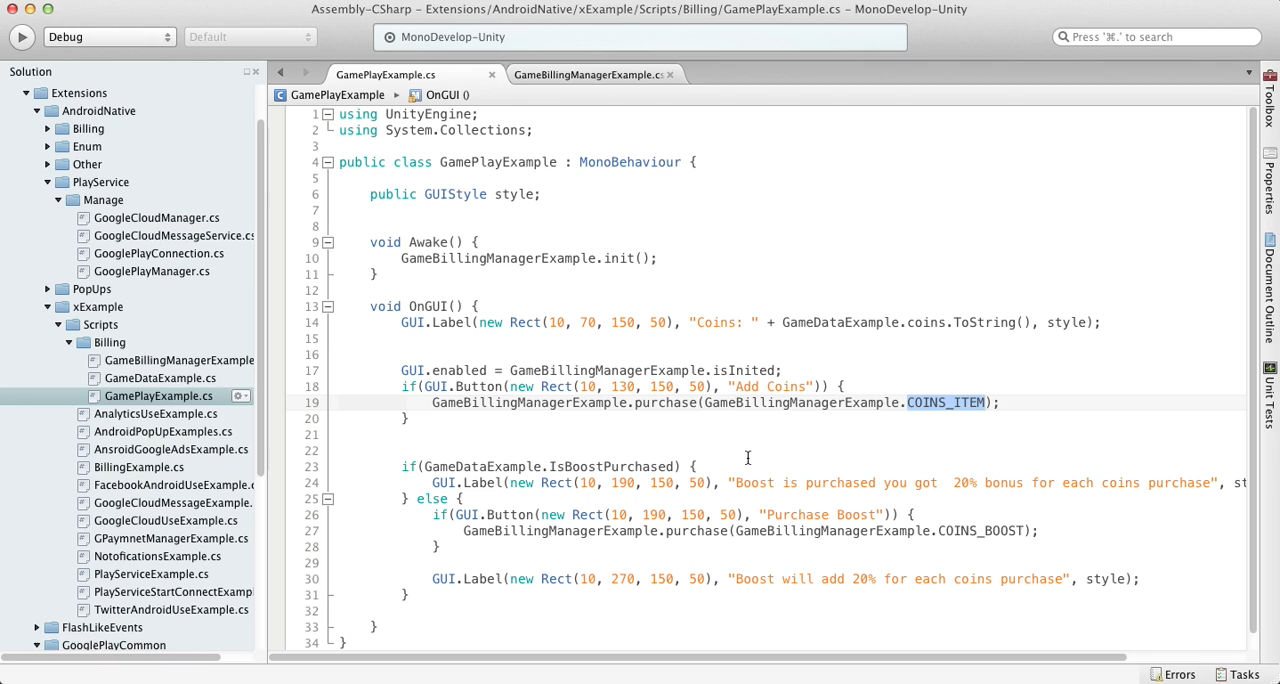 Assembly-CSharp – Extensions/AndroidNative/xExample/Scripts/Billing/GamePlayExample.cs – MonoDevelop-Unity
Debug
Default
MonoDevelop-Unity
Press '⌘.' to search
Solution
Extensions
AndroidNative
Billing
Enum
Other
PlayService
Manage
GoogleCloudManager.cs
GoogleCloudMessageService.cs
GooglePlayConnection.cs
GooglePlayManager.cs
PopUps
xExample
Scripts
Billing
GameBillingManagerExample
GameDataExample.cs
GamePlayExample.cs
AnalyticsUseExample.cs
AndroidPopUpExamples.cs
AnsroidGoogleAdsExample.cs
BillingExample.cs
FacebookAndroidUseExample.c
GoogleCloudMessageExample.
GoogleCloudUseExample.cs
GPaymnetManagerExample.cs
NotoficationsExample.cs
PlayServiceExample.cs
PlayServiceStartConnectExampl
TwitterAndroidUseExample.cs
FlashLikeEvents
GooglePlayCommon
GamePlayExample.cs
GameBillingManagerExample.cs
GamePlayExample
OnGUI ()
1 using UnityEngine;
2 using System.Collections;
3
4 public class GamePlayExample : MonoBehaviour {
5
6 public GUIStyle style;
7
8
9 void Awake() {
10 GameBillingManagerExample.init();
11 }
12
13 void OnGUI() {
14 GUI.Label(new Rect(10, 70, 150, 50), "Coins: " + GameDataExample.coins.ToString(), style);
15
16
17 GUI.enabled = GameBillingManagerExample.isInited;
18 if(GUI.Button(new Rect(10, 130, 150, 50), "Add Coins")) {
19 GameBillingManagerExample.purchase(GameBillingManagerExample.COINS_ITEM);
20 }
21
22
23 if(GameDataExample.IsBoostPurchased) {
24 GUI.Label(new Rect(10, 190, 150, 50), "Boost is purchased you got  20% bonus for each coins purchase", st
25 } else {
26 if(GUI.Button(new Rect(10, 190, 150, 50), "Purchase Boost")) {
27 GameBillingManagerExample.purchase(GameBillingManagerExample.COINS_BOOST);
28 }
29
30 GUI.Label(new Rect(10, 270, 150, 50), "Boost will add 20% for each coins purchase", style);
31 }
32
33 }
34 }
Toolbox
Properties
Document Outline
Unit Tests
Errors
Tasks